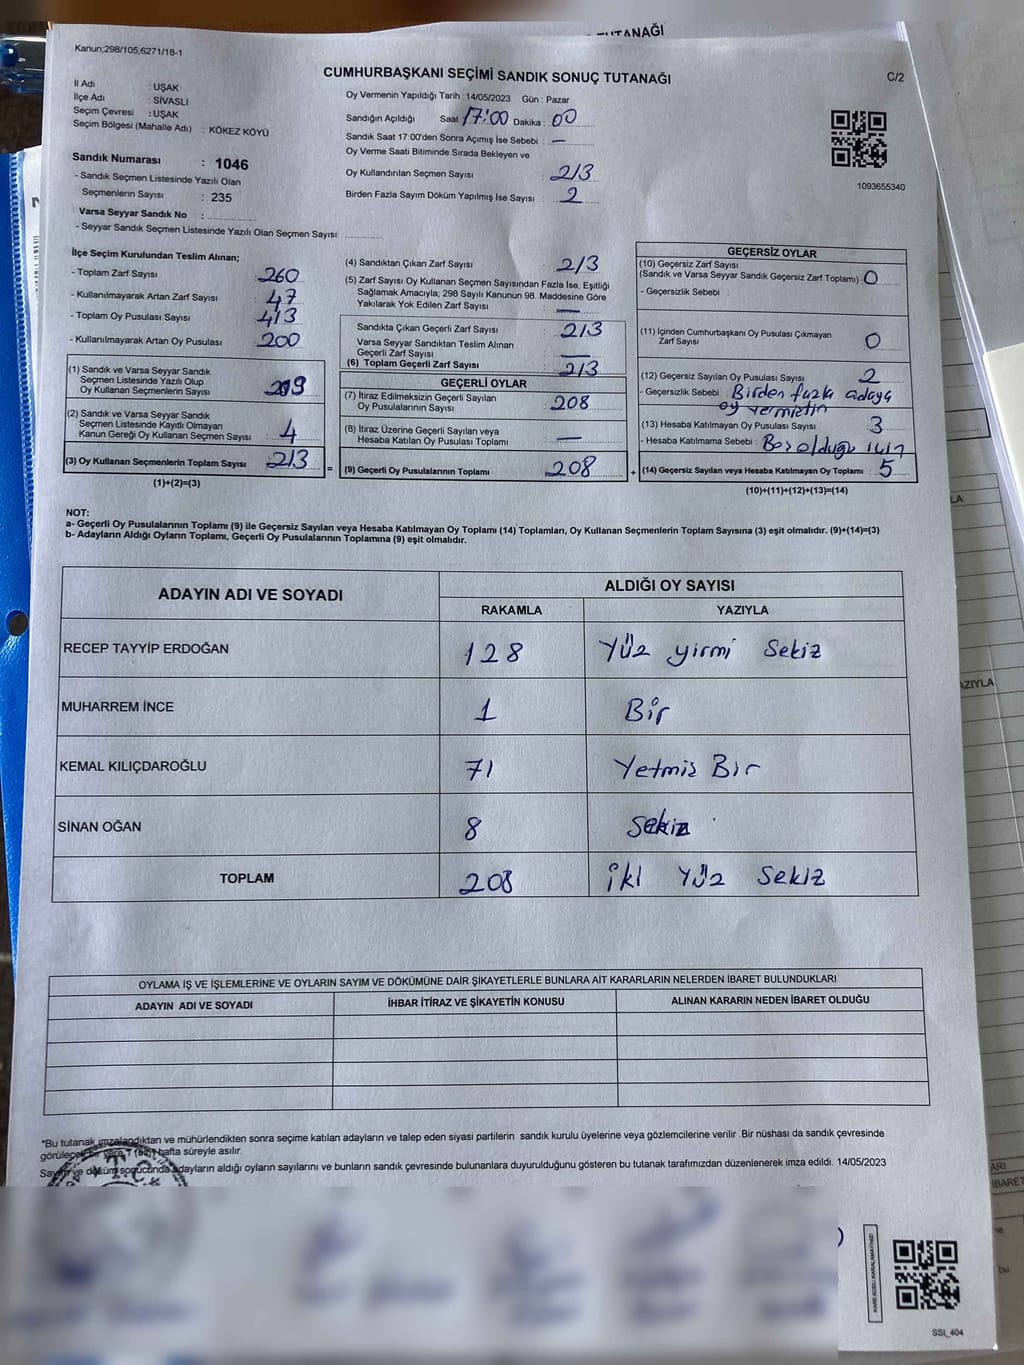 TUTANAĞI
Kanun;298/105,6271/18-1
CUMHURBAŞKANI SEÇİMİ SANDIK SONUÇ TUTANAĞI
C/2
İl Adı : UŞAK
İlçe Adı : SİVASLI
Seçim Çevresi : UŞAK
Seçim Bölgesi (Mahalle Adı) : KÖKEZ KÖYÜ
Sandık Numarası : 1046
- Sandık Seçmen Listesinde Yazılı Olan
Seçmenlerin Sayısı : 235
Varsa Seyyar Sandık No :
- Seyyar Sandık Seçmen Listesinde Yazılı Olan Seçmen Sayısı:
Oy Vermenin Yapıldığı Tarih : 14/05/2023 Gün : Pazar
Sandığın Açıldığı Saat 17:00 Dakika : 00
Sandık Saat 17:00'den Sonra Açımış İse Sebebi : —
Oy Verme Saati Bitiminde Sırada Bekleyen ve
Oy Kullandırılan Seçmen Sayısı : 213
Birden Fazla Sayım Döküm Yapılmış İse Sayısı : 2
1093655340
İlçe Seçim Kurulundan Teslim Alınan;
- Toplam Zarf Sayısı : 260
- Kullanılmayarak Artan Zarf Sayısı : 47
- Toplam Oy Pusulası Sayısı : 413
- Kullanılmayarak Artan Oy Pusulası : 200
(1) Sandık ve Varsa Seyyar Sandık
Seçmen Listesinde Yazılı Olup
Oy Kullanan Seçmenlerin Sayısı : 209
(2) Sandık ve Varsa Seyyar Sandık
Seçmen Listesinde Kayıtlı Olmayan
Kanun Gereği Oy Kullanan Seçmen Sayısı : 4
(3) Oy Kullanan Seçmenlerin Toplam Sayısı : 213
(1)+(2)=(3)
(4) Sandıktan Çıkan Zarf Sayısı : 213
(5) Zarf Sayısı Oy Kullanan Seçmen Sayısından Fazla İse, Eşitliği
Sağlamak Amacıyla; 298 Sayılı Kanunun 98. Maddesine Göre
Yakılarak Yok Edilen Zarf Sayısı : —
Sandıkta Çıkan Geçerli Zarf Sayısı : 213
Varsa Seyyar Sandıktan Teslim Alınan
Geçerli Zarf Sayısı : —
(6) Toplam Geçerli Zarf Sayısı : 213
GEÇERLİ OYLAR
(7) İtiraz Edilmeksizin Geçerli Sayılan
Oy Pusulalarının Sayısı : 208
(8) İtiraz Üzerine Geçerli Sayılan veya
Hesaba Katılan Oy Pusulası Toplamı : —
= (9) Geçerli Oy Pusulalarının Toplamı : 208
GEÇERSİZ OYLAR
(10) Geçersiz Zarf Sayısı
(Sandık ve Varsa Seyyar Sandık Geçersiz Zarf Toplamı) : 0
- Geçersizlik Sebebi :
(11) İçinden Cumhurbaşkanı Oy Pusulası Çıkmayan
Zarf Sayısı : 0
(12) Geçersiz Sayılan Oy Pusulası Sayısı : 2
- Geçersizlik Sebebi : Birden fazla adaya
oy vermiştin
(13) Hesaba Katılmayan Oy Pusulası Sayısı : 3
- Hesaba Katılmama Sebebi : Boş olduğu için
+ (14) Geçersiz Sayılan veya Hesaba Katılmayan Oy Toplamı : 5
(10)+(11)+(12)+(13)=(14)
NOT:
a- Geçerli Oy Pusulalarının Toplamı (9) ile Geçersiz Sayılan veya Hesaba Katılmayan Oy Toplamı (14) Toplamları, Oy Kullanan Seçmenlerin Toplam Sayısına (3) eşit olmalıdır. (9)+(14)=(3)
b- Adayların Aldığı Oyların Toplamı, Geçerli Oy Pusulalarının Toplamına (9) eşit olmalıdır.
ADAYIN ADI VE SOYADI ALDIĞI OY SAYISI
RAKAMLA YAZIYLA
RECEP TAYYİP ERDOĞAN 128 Yüz yirmi Sekiz
MUHARREM İNCE 1 Bir
KEMAL KILIÇDAROĞLU 71 Yetmiş Bir
SİNAN OĞAN 8 Sekiz
TOPLAM 208 İki Yüz Sekiz
OYLAMA İŞ VE İŞLEMLERİNE VE OYLARIN SAYIM VE DÖKÜMÜNE DAİR ŞİKAYETLERLE BUNLARA AİT KARARLARIN NELERDEN İBARET BULUNDUKLARI
ADAYIN ADI VE SOYADI İHBAR İTİRAZ VE ŞİKAYETİN KONUSU ALINAN KARARIN NEDEN İBARET OLDUĞU
*Bu tutanak imzalandıktan ve mühürlendikten sonra seçime katılan adayların ve talep eden siyasi partilerin sandık kurulu üyelerine veya gözlemcilerine verilir .Bir nüshası da sandık çevresinde
görülecek bir yere 1 (bir) hafta süreyle asılır.
Sayım ve döküm sonucunda adayların aldığı oyların sayılarını ve bunların sandık çevresinde bulunanlara duyurulduğunu gösteren bu tutanak tarafımızdan düzenlenerek imza edildi. 14/05/2023
T.C.
KARE KODU KARALAMAYINIZ!
SSI_404
LA
AZIYLA
ARI
İBARET
bu